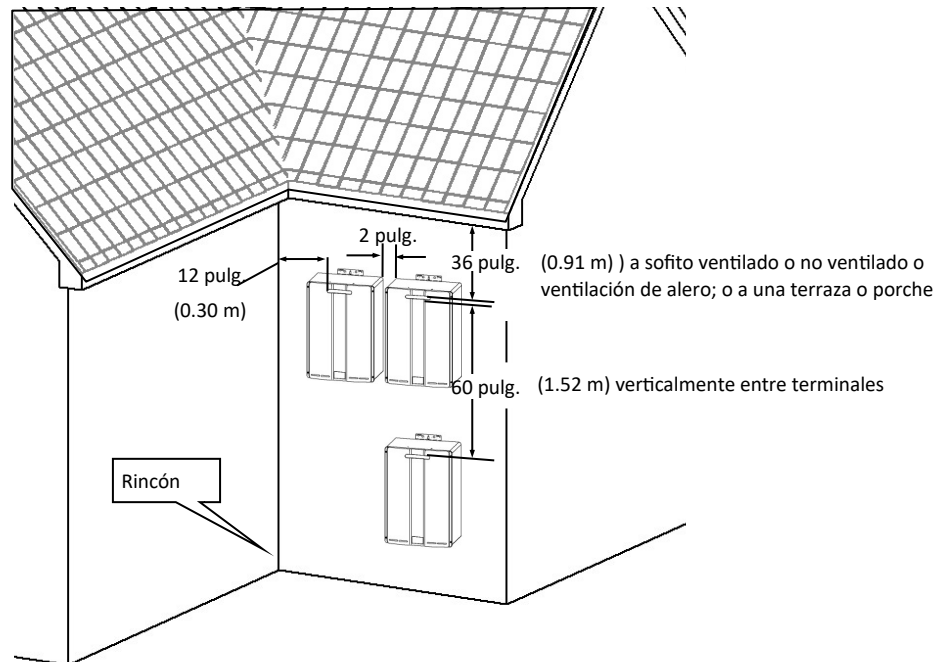 2 pulg.
12 pulg.
(0.30 m)
36 pulg. (0.91 m) ) a sofito ventilado o no ventilado o
ventilación de alero; o a una terraza o porche
60 pulg. (1.52 m) verticalmente entre terminales
Rincón